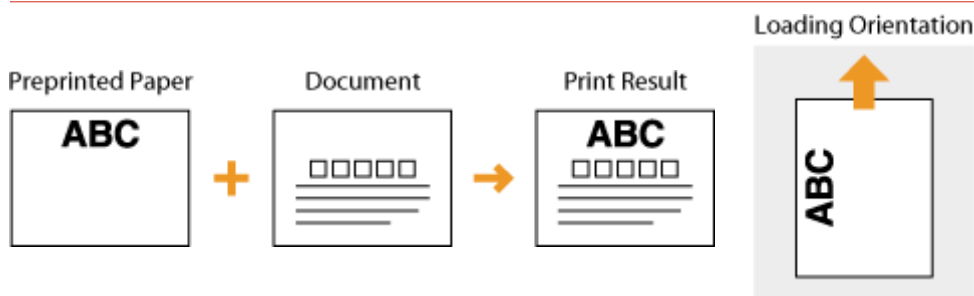 Loading Orientation
Preprinted Paper
Document
Print Result
ABC
ABC
ABC